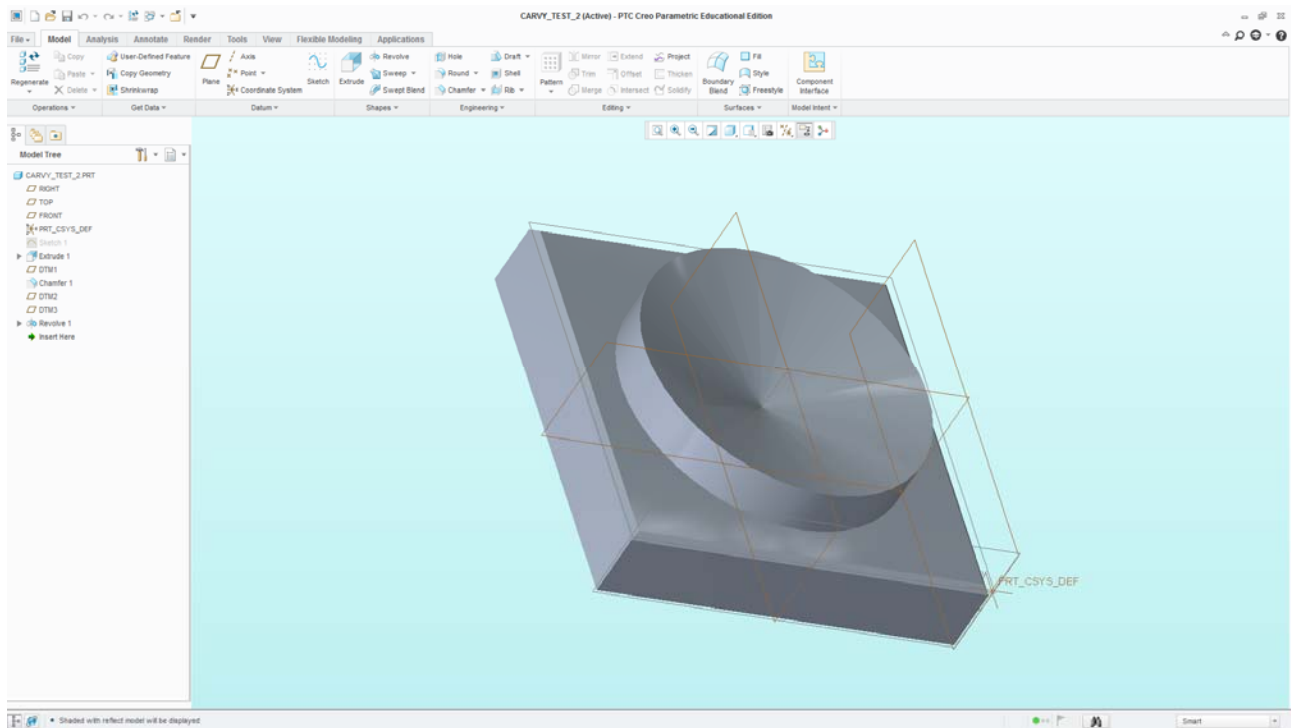 CARVY_TEST_2 (Active) - PTC Creo Parametric Educational Edition
File Model Analysis Annotate Render Tools View Flexible Modeling Applications
Copy User-Defined Feature Axis Revolve Hole Draft Mirror Extend Project Fill
Paste Copy Geometry Point Sweep Round Shell Trim Offset Thicken Style
Regenerate Delete Shrinkwrap Plane Coordinate System Sketch Extrude Swept Blend Chamfer Rib Pattern Merge Intersect Solidify Boundary Blend Freestyle Component Interface
Operations Get Data Datum Shapes Engineering Editing Surfaces Model Intent
Model Tree
CARVY_TEST_2.PRT
RIGHT
TOP
FRONT
PRT_CSYS_DEF
Sketch 1
Extrude 1
DTM1
Chamfer 1
DTM2
DTM3
Revolve 1
Insert Here
PRT_CSYS_DEF
Shaded with reflect model will be displayed
Smart